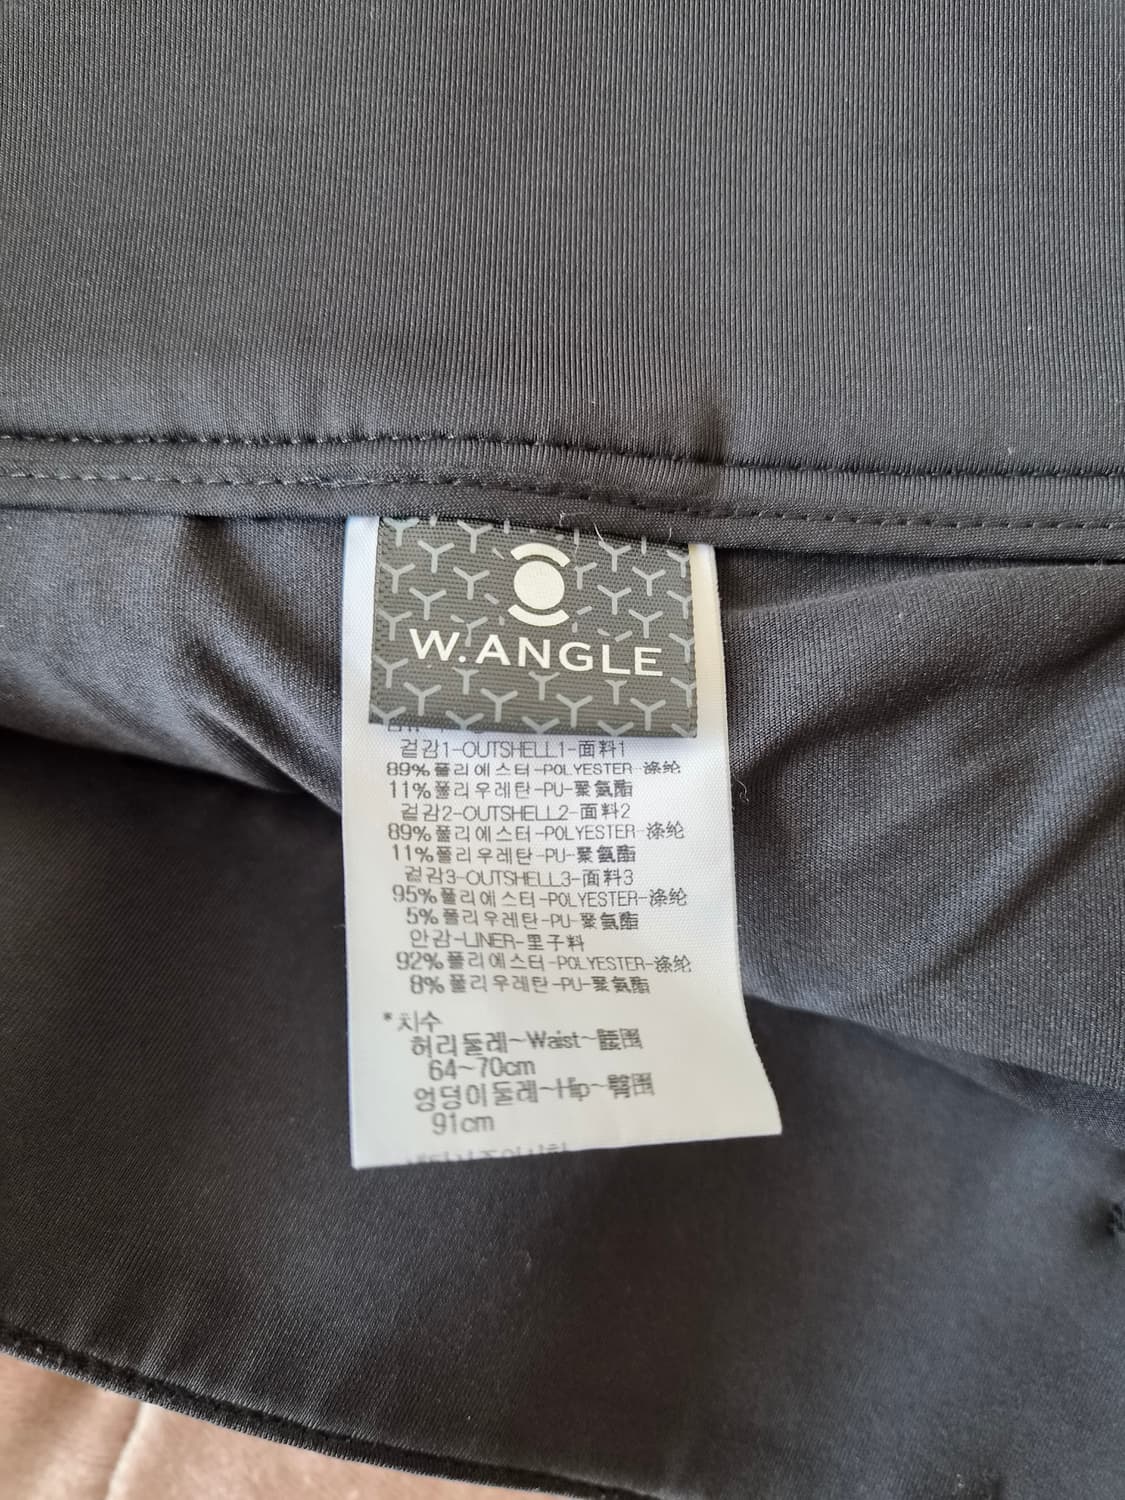 W.ANGLE
겉감1-OUTSHELL1-面料1
89%폴리에스터-POLYESTER-涤纶
11%폴리우레탄-PU-聚氨酯
겉감2-OUTSHELL2-面料2
89%폴리에스터-POLYESTER-涤纶
11%폴리우레탄-PU-聚氨酯
겉감3-OUTSHELL3-面料3
95%폴리에스터-POLYESTER-涤纶
5%폴리우레탄-PU-聚氨酯
안감-LINER-里子料
92%폴리에스터-POLYESTER-涤纶
8%폴리우레탄-PU-聚氨酯
*치수
허리둘레~Waist~腰围
64~70cm
엉덩이둘레~Hip~臀围
91cm